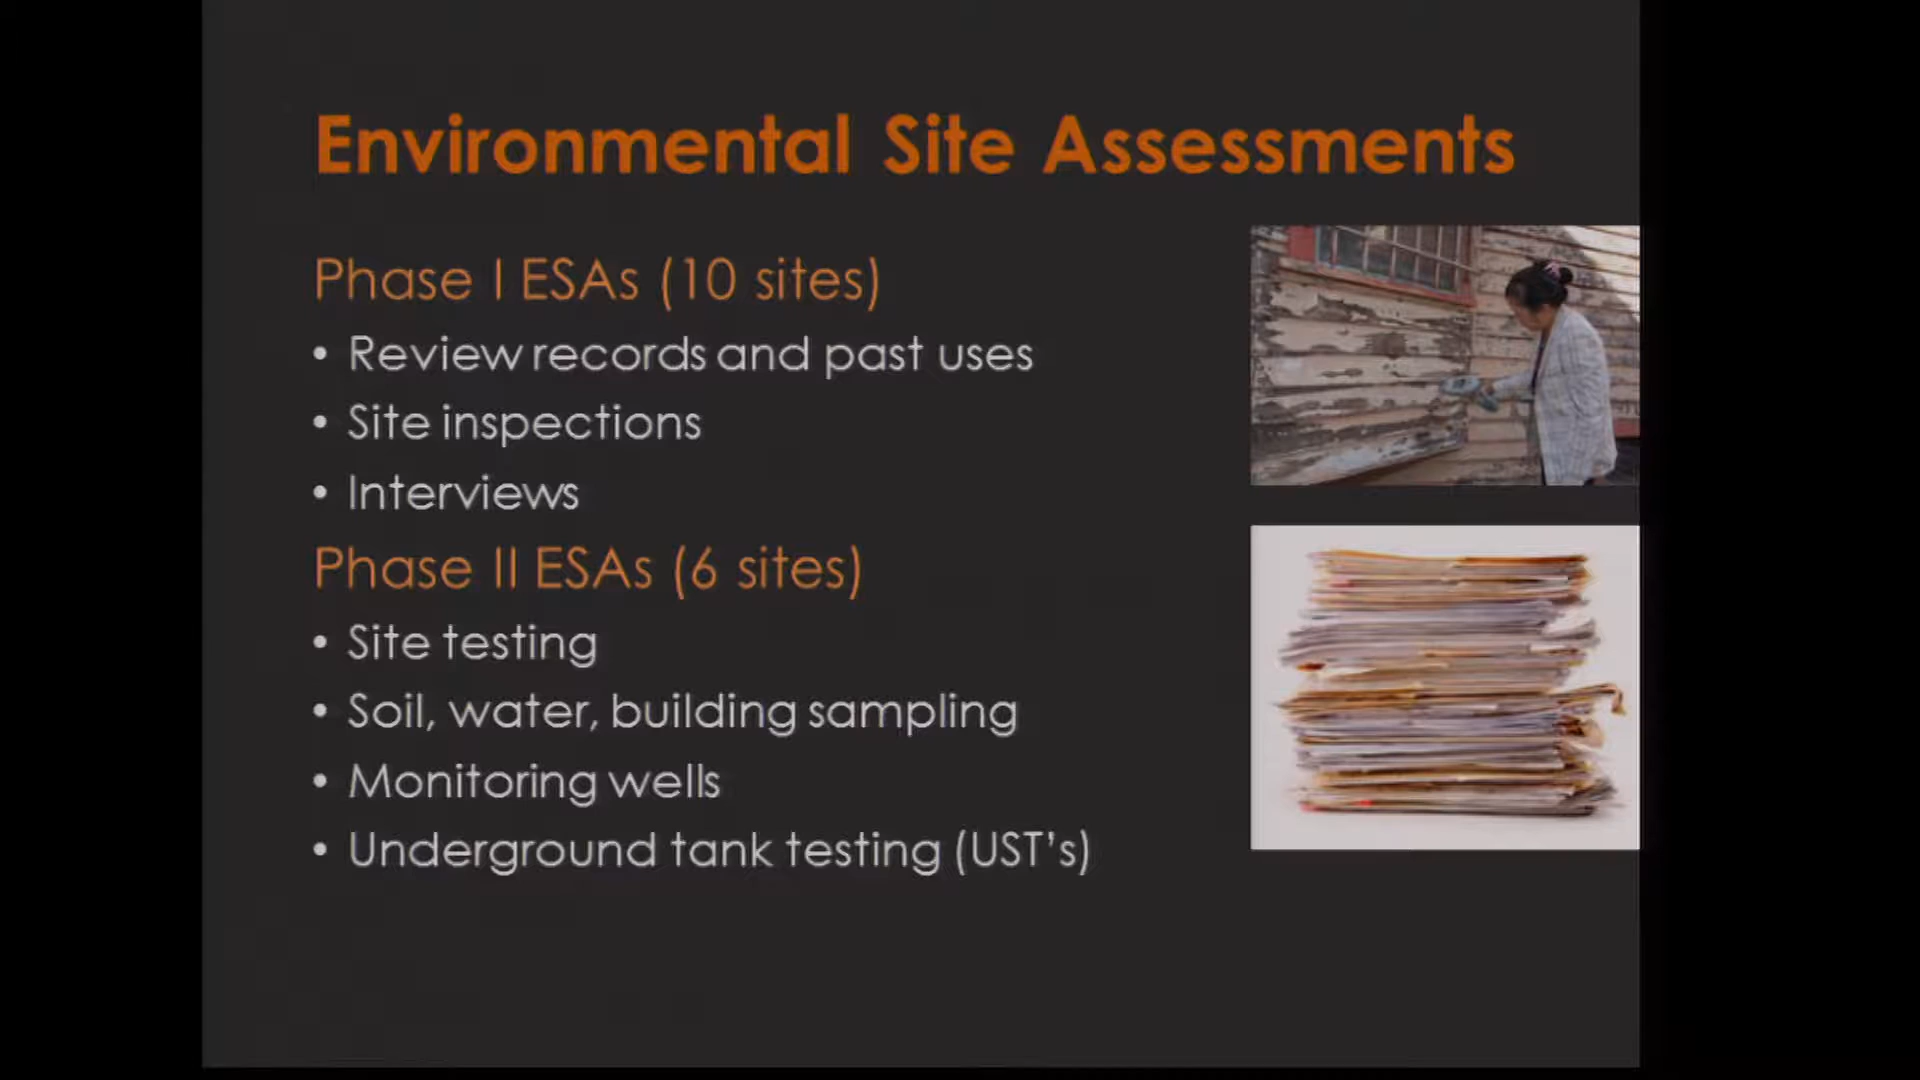 Environmental Site Assessments
Phase I ESAs (10 sites)
• Review records and past uses
• Site inspections
• Interviews
Phase II ESAs (6 sites)
• Site testing
• Soil, water, building sampling
• Monitoring wells
• Underground tank testing (UST’s)